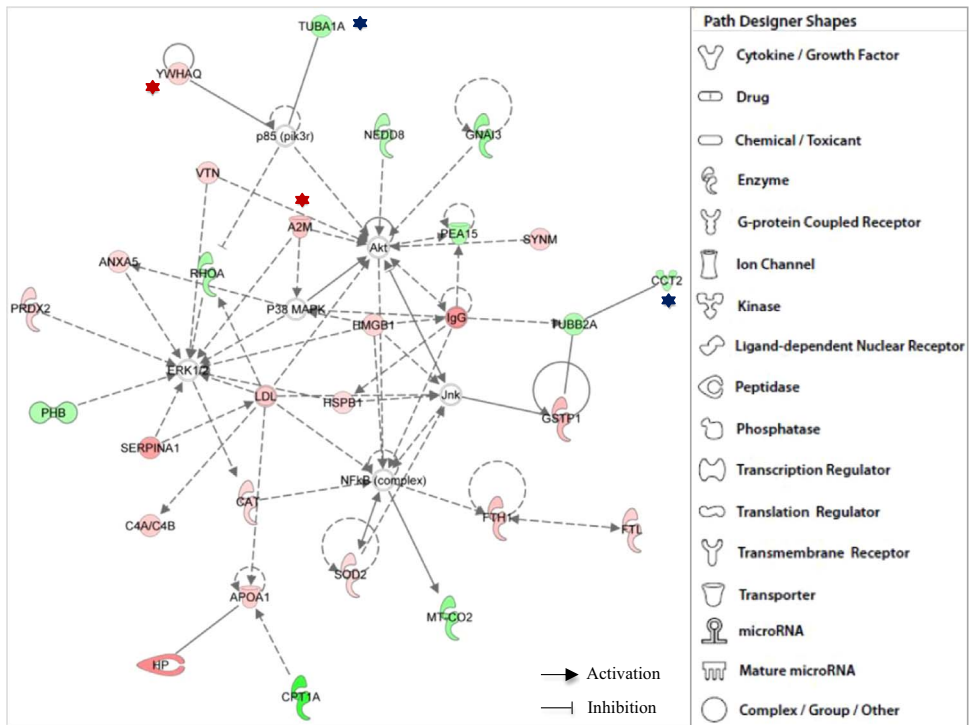 TUBA1A
YWHAQ
p85 (pik3r)
NEDD8
GNAI3
VTN
A2M
PEA15
SYNM
Akt
ANXA5
RHOA
CCT2
PRDX2
P38 MAPK
HMGB1
IgG
TUBB2A
ERK1/2
LDL
HSPB1
Jnk
PHB
GSTP1
SERPINA1
NFkB (complex)
CAT
C4A/C4B
FTH1
FTL
SOD2
APOA1
MT-CO2
HP
CPT1A
Activation
Inhibition
Path Designer Shapes
Cytokine / Growth Factor
Drug
Chemical / Toxicant
Enzyme
G-protein Coupled Receptor
Ion Channel
Kinase
Ligand-dependent Nuclear Receptor
Peptidase
Phosphatase
Transcription Regulator
Translation Regulator
Transmembrane Receptor
Transporter
microRNA
Mature microRNA
Complex / Group / Other